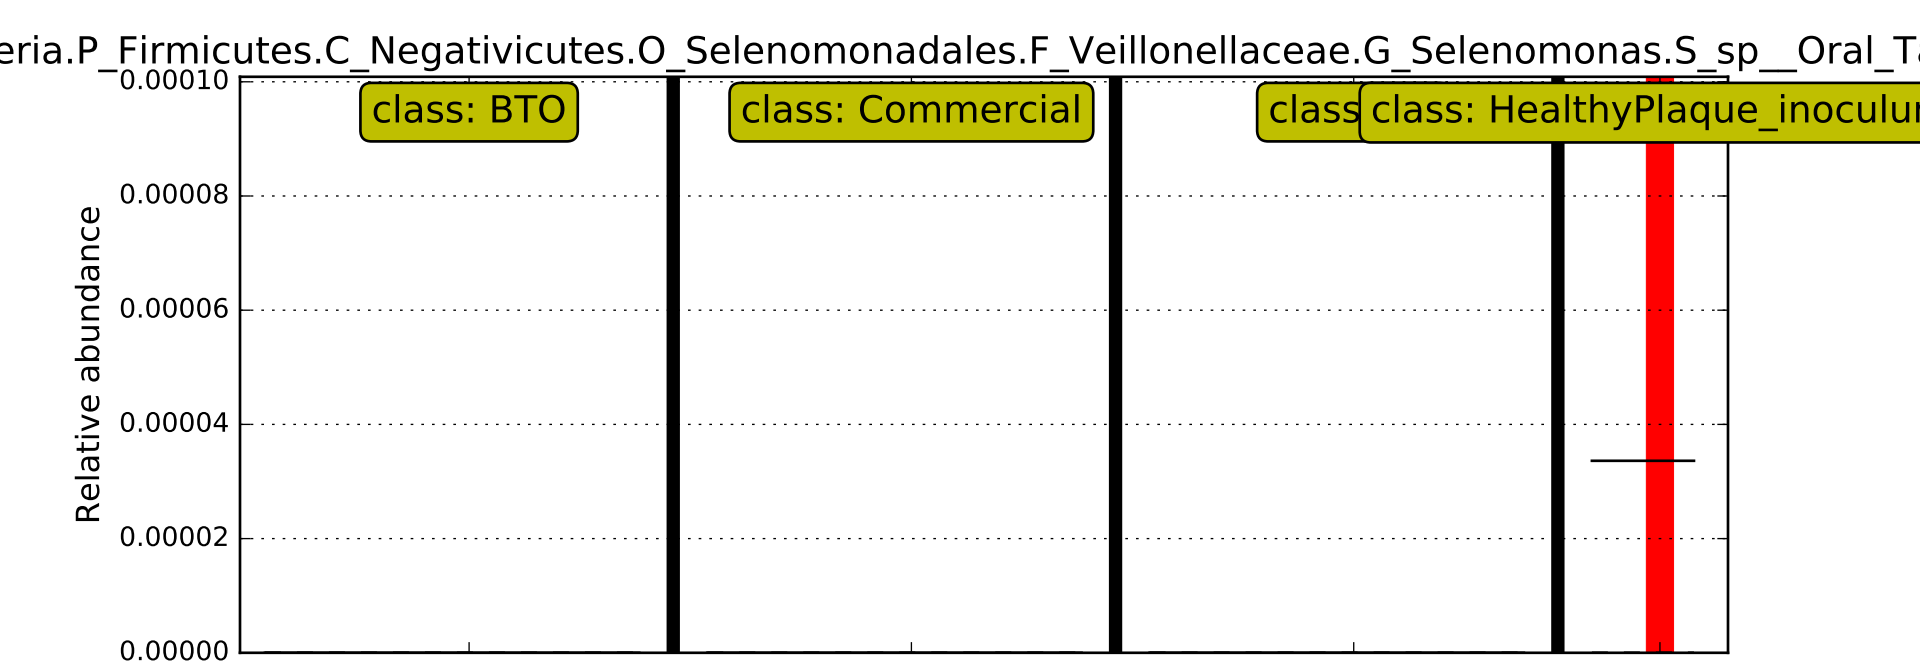 eria.P_Firmicutes.C_Negativicutes.O_Selenomonadales.F_Veillonellaceae.G_Selenomonas.S_sp__Oral_Ta
0.00010
class: BTO class: Commercial class class: HealthyPlaque_inoculu
0.00008
0.00006
0.00004
0.00002
0.00000
Relative abundance